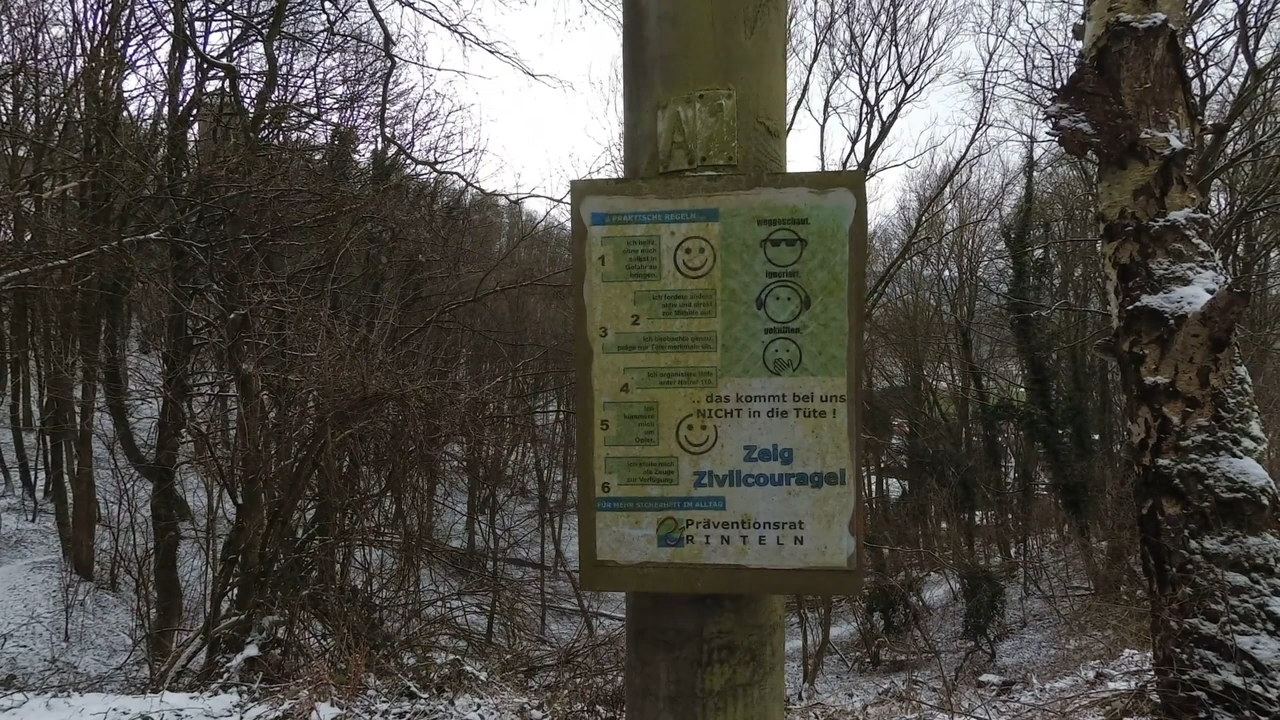 A
6 PRAKTISCHE REGELN ...
1
Ich helfe,
ohne mich
selbst in
Gefahr zu
bringen.
2
Ich fordere andere
aktiv und direkt
zur Mithilfe auf.
3
Ich beobachte genau,
präge mir Tätermerkmale ein.
4
Ich organisiere Hilfe
unter Notruf 110.
5
Ich
kümmere
mich
um
Opfer.
6
Ich stelle mich
als Zeuge
zur Verfügung.
FÜR MEHR SICHERHEIT IM ALLTAG
weggeschaut.
ignoriert.
gekniffen.
... das kommt bei uns
NICHT in die Tüte !
Zeig
Zivilcourage!
Präventionsrat
RINTELN